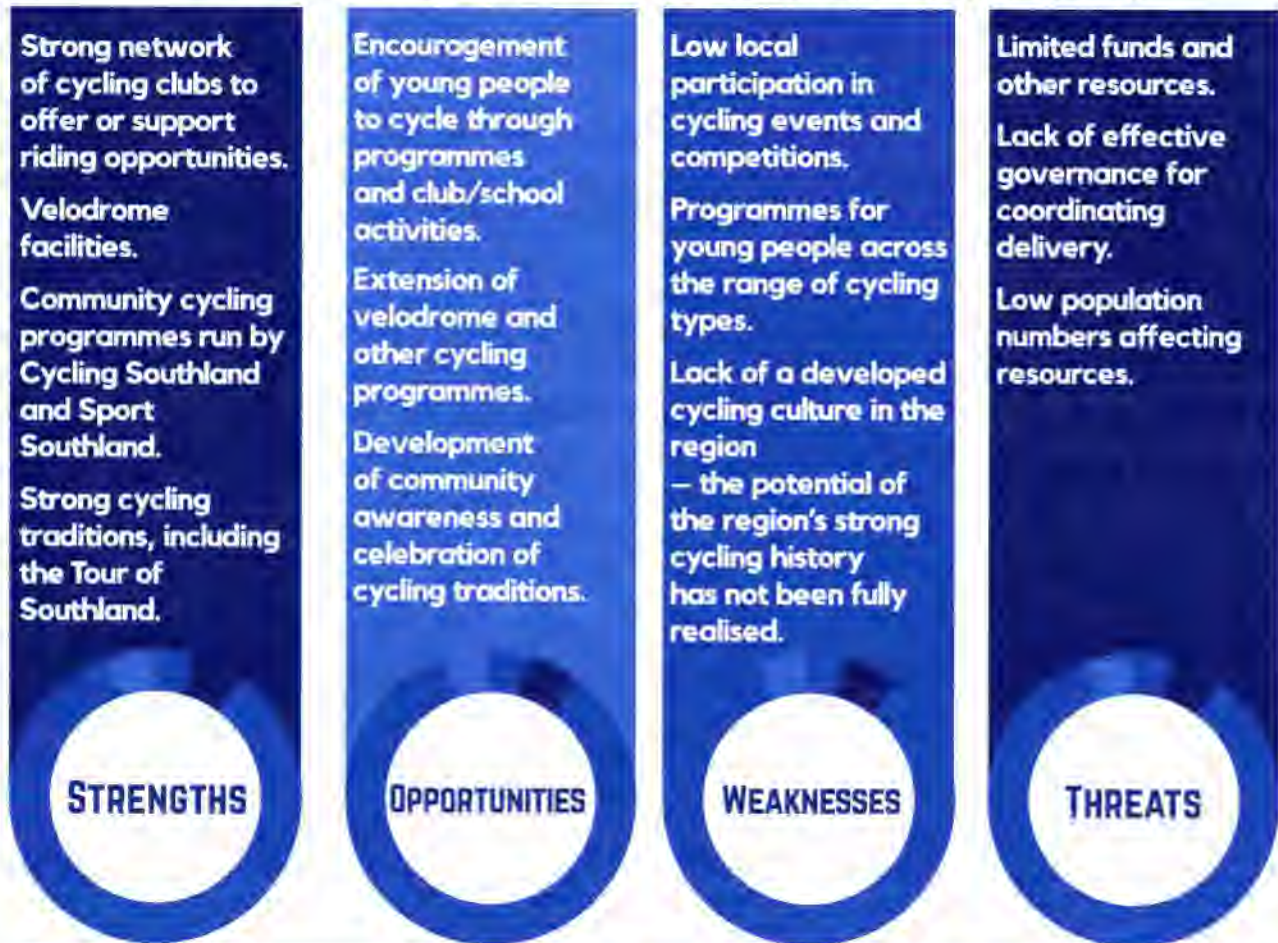 Strong network
of cycling clubs to
offer or support
riding opportunities.
Velodrome
facilities.
Community cycling
programmes run by
Cycling Southland
and Sport
Southland.
Strong cycling
traditions, including
the Tour of
Southland.
STRENGTHS
Encouragement
of young people
to cycle through
programmes
and club/school
activities.
Extension of
velodrome and
other cycling
programmes.
Development
of community
awareness and
celebration of
cycling traditions.
OPPORTUNITIES
Low local
participation in
cycling events and
competitions.
Programmes for
young people across
the range of cycling
types.
Lack of a developed
cycling culture in the
region
– the potential of
the region's strong
cycling history
has not been fully
realised.
WEAKNESSES
Limited funds and
other resources.
Lack of effective
governance for
coordinating
delivery.
Low population
numbers affecting
resources.
THREATS